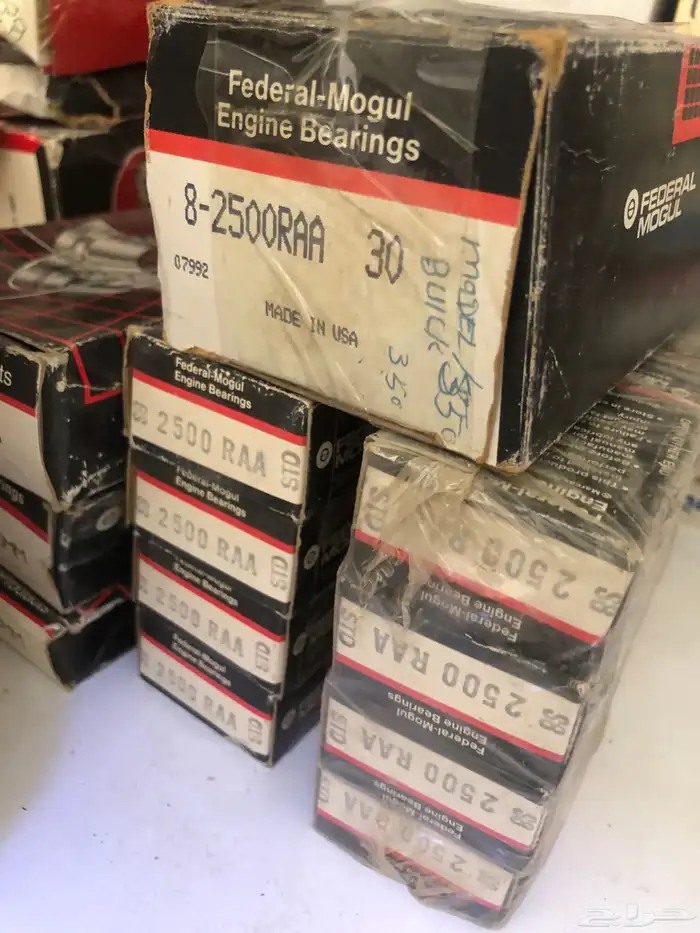 Federal-Mogul
Engine Bearings
8-2500RAA 30
07992
MADE IN USA
MODEL/
BUICK 350
350
FEDERAL
MOGUL
Federal-Mogul
Engine Bearings
2500 RAA STD
Federal-Mogul
Engine Bearings
2500 RAA STD
Federal-Mogul
Engine Bearings
2500 RAA STD
Federal-Mogul
Engine Bearings
2500 RAA STD
2500 R
Federal-Mogul
Engine Bearings
2500 RAA STD
Federal-Mogul
Engine Bearings
2500 RAA STD
Federal-Mogul
Engine Bearings
2500 RAA
حراج